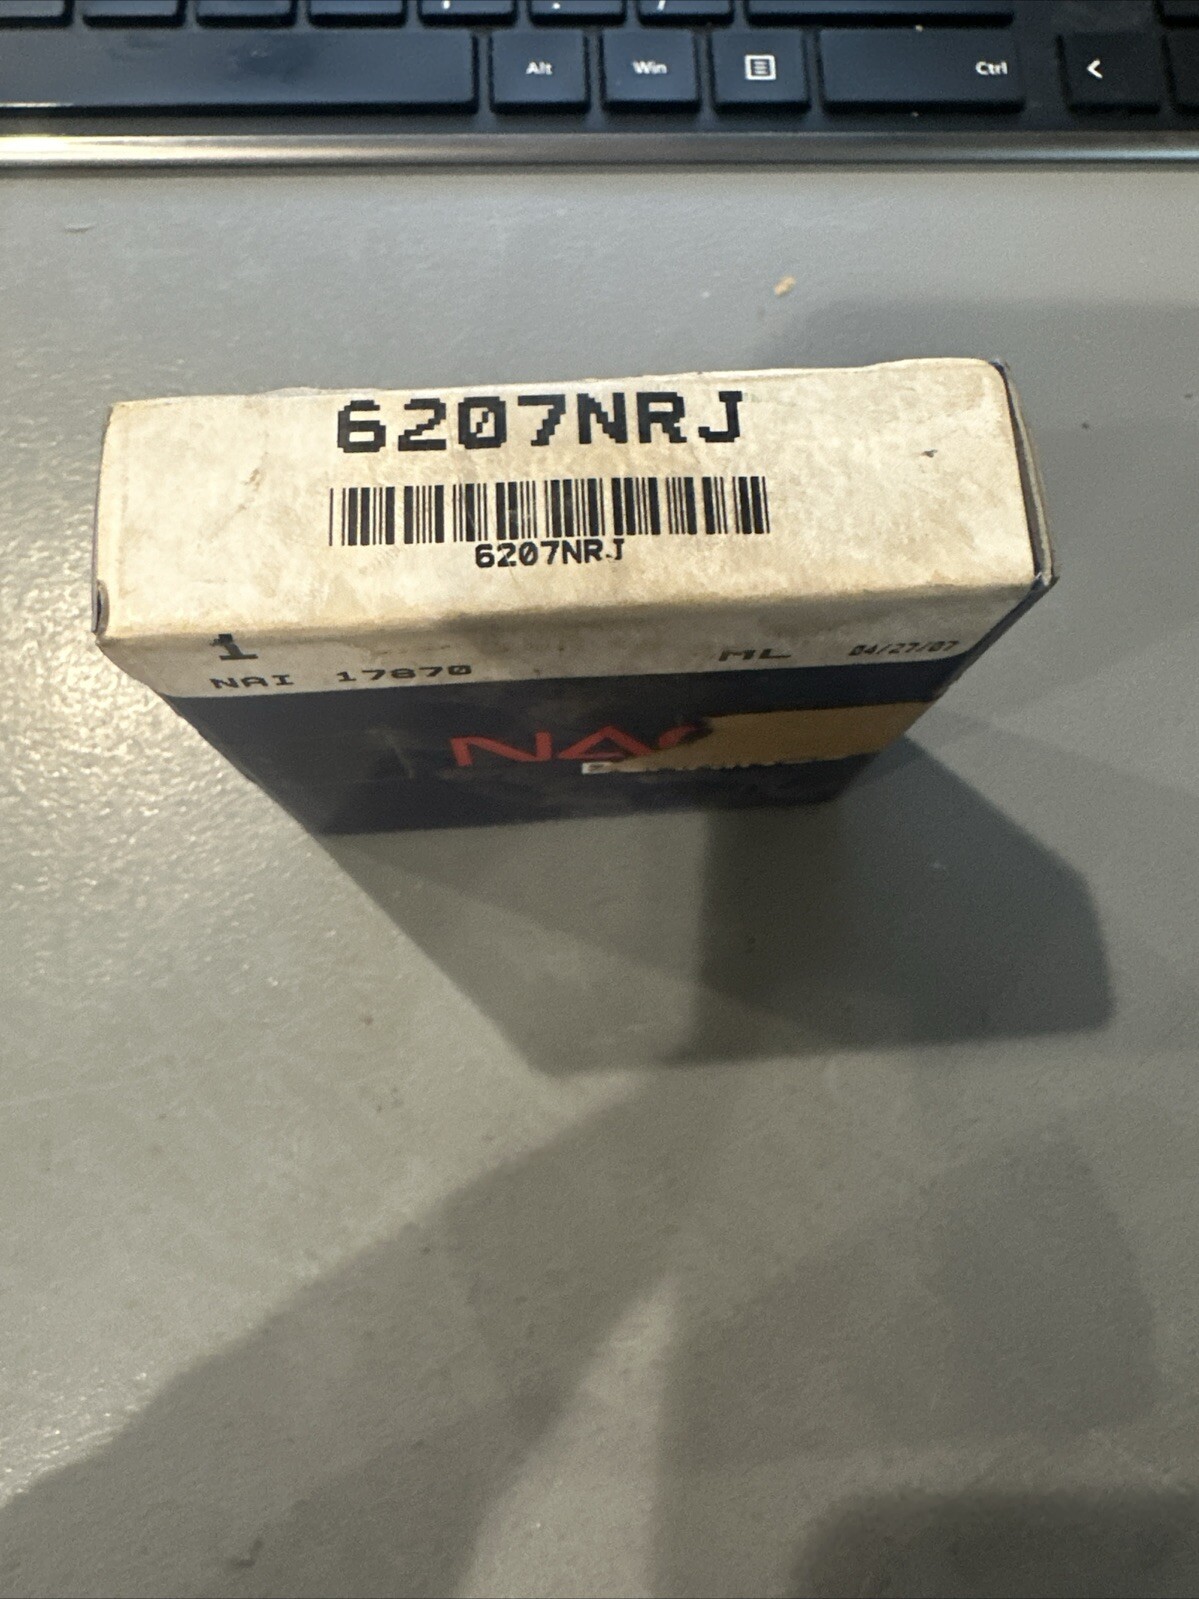 Alt Win Ctrl <
6207NRJ
6207NRJ
1
NAI 17870 ML 04/27/07